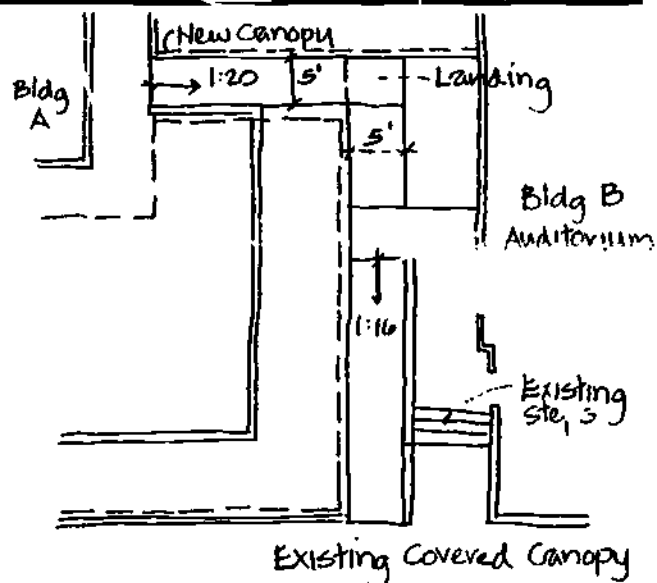 New Canopy
1:20
5'
Landing
Bldg
A
5'
Bldg B
Auditorium
1:16
Existing
Existing Covered Canopy